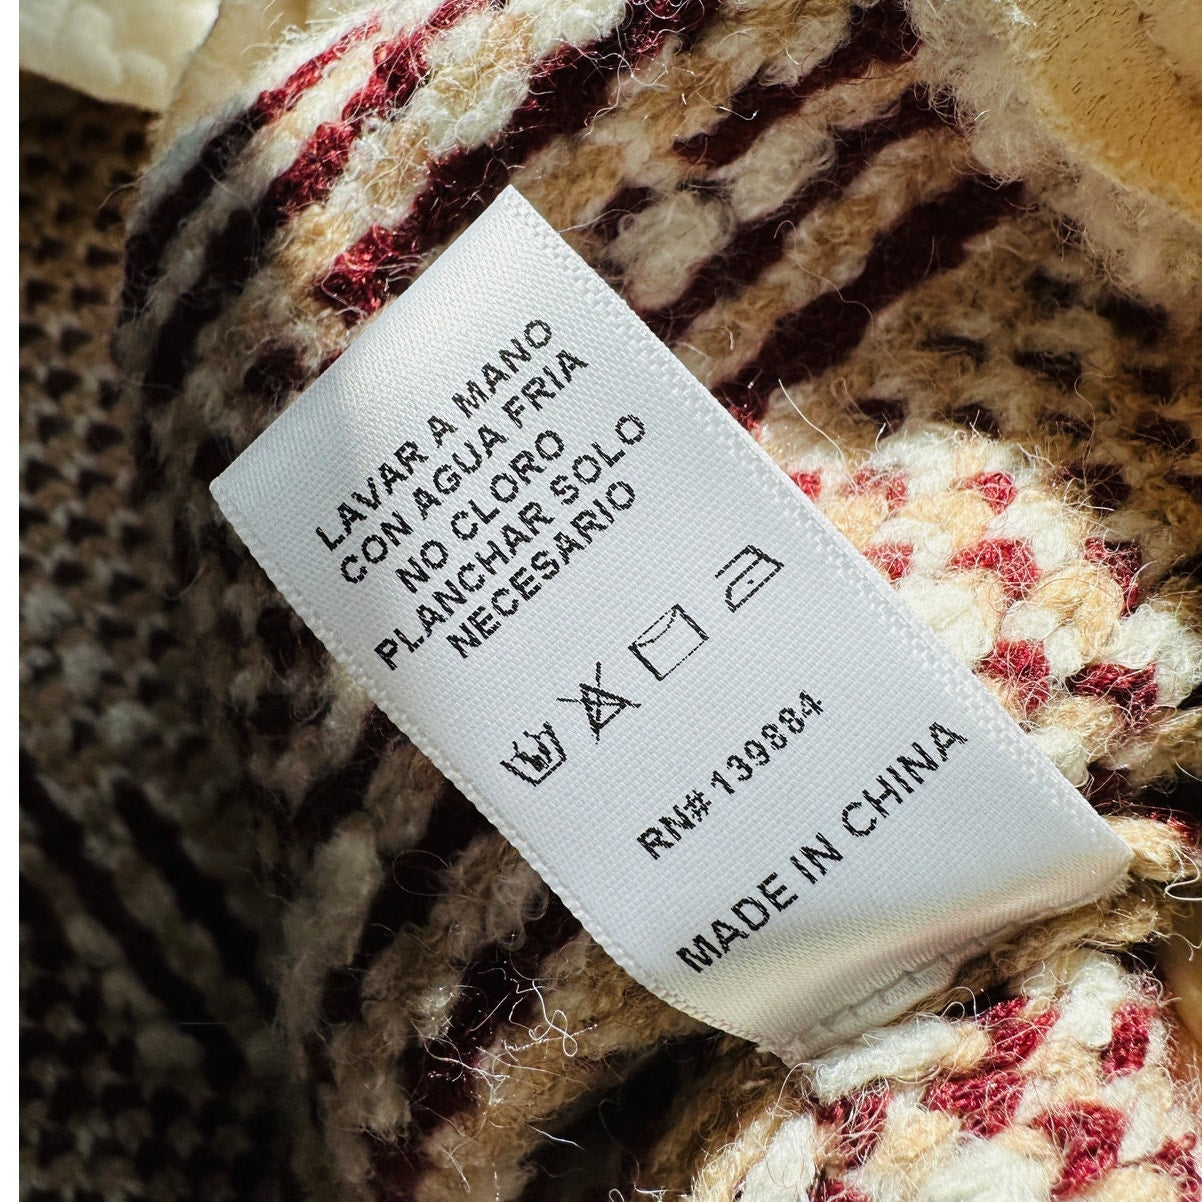 LAVAR A MANO
CON AGUA FRIA
NO CLORO
PLANCHAR SOLO
NECESARIO
RN# 139884
MADE IN CHINA